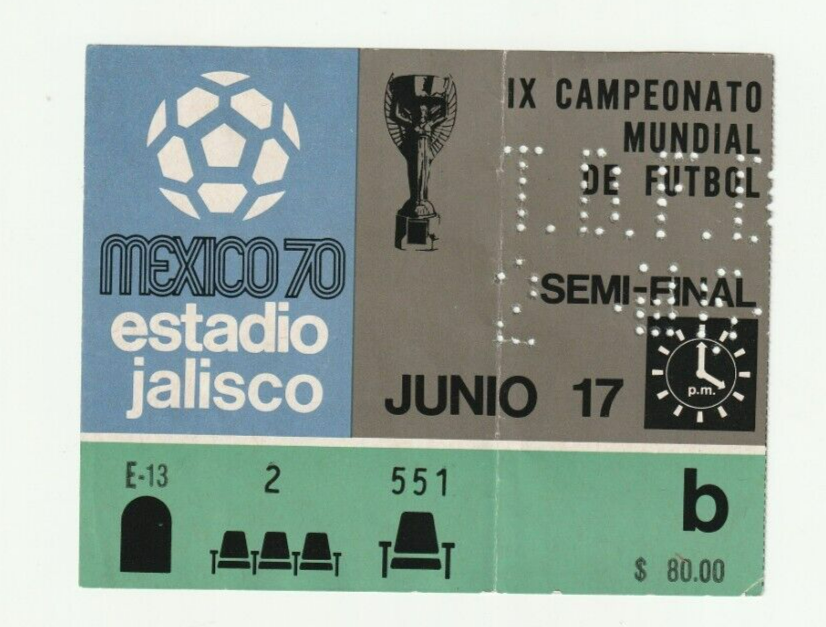 IX CAMPEONATO
MUNDIAL
DE FUTBOL
MEXICO 70
estadio
jalisco
SEMI-FINAL
JUNIO 17
p.m.
E-13 2 551
b
$ 80.00